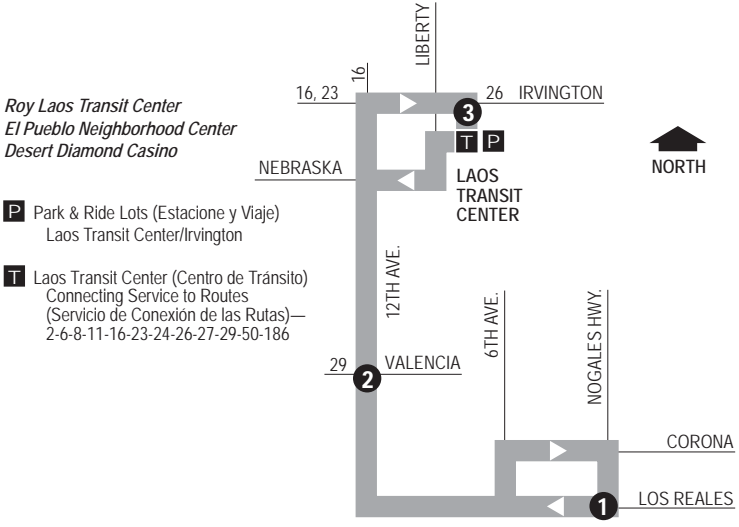 LIBERTY
16
16, 23
26 IRVINGTON
Roy Laos Transit Center
El Pueblo Neighborhood Center
Desert Diamond Casino
3
T P
NORTH
NEBRASKA
LAOS
TRANSIT
CENTER
P Park & Ride Lots (Estacione y Viaje)
Laos Transit Center/Irvington
T Laos Transit Center (Centro de Tránsito)
Connecting Service to Routes
(Servicio de Conexión de las Rutas)—
2-6-8-11-16-23-24-26-27-29-50-186
12TH AVE.
6TH AVE.
NOGALES HWY.
29 2 VALENCIA
CORONA
1 LOS REALES